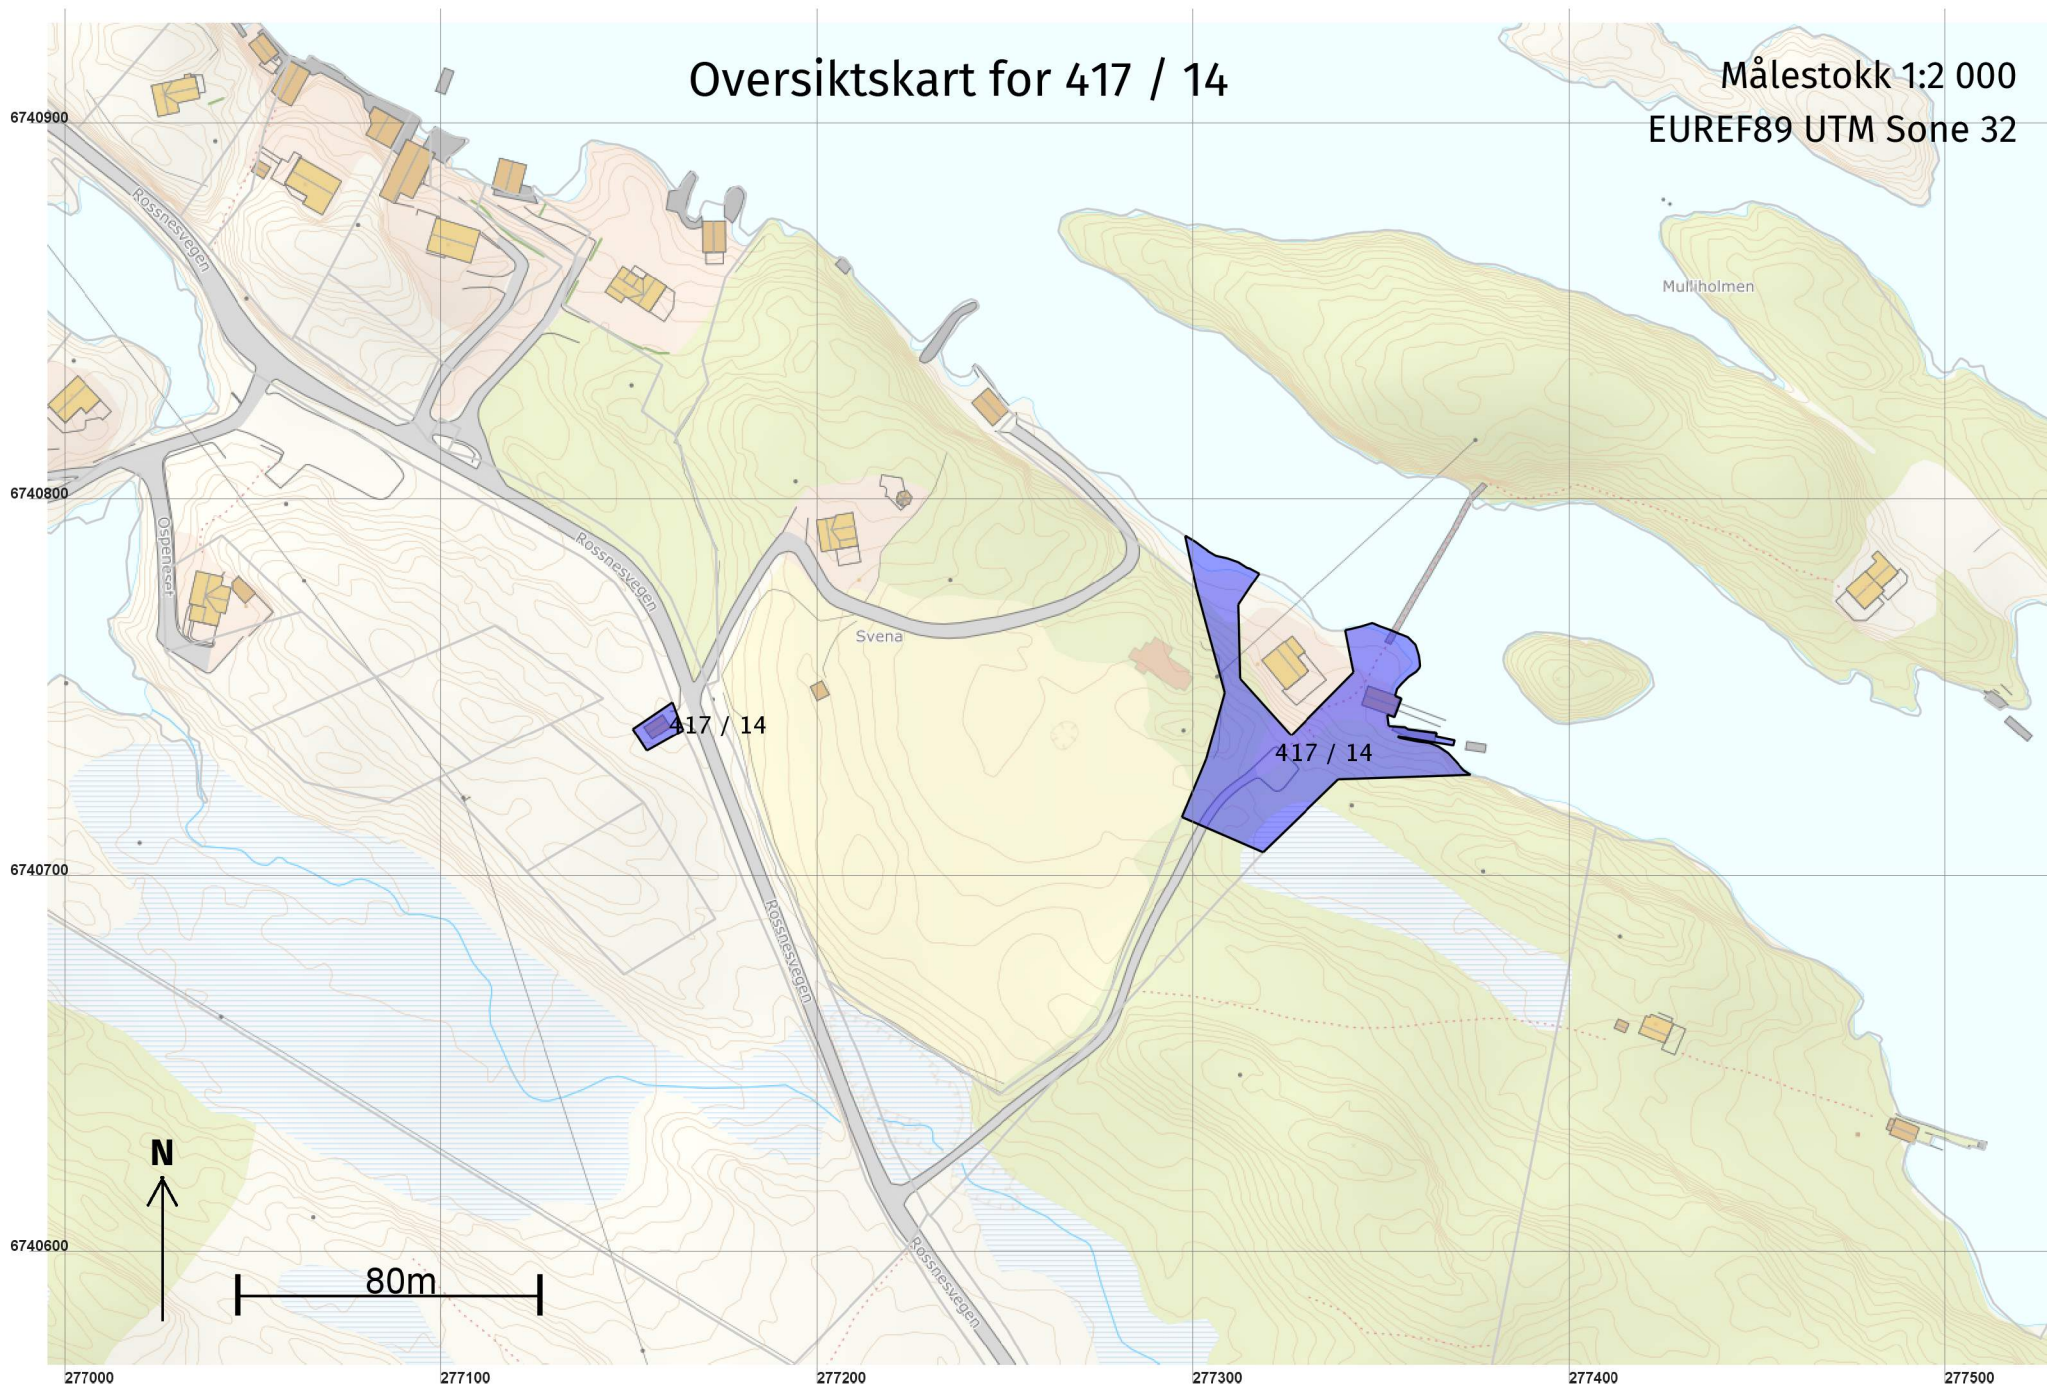 Oversiktskart for 417 / 14
Målestokk 1:2 000
EUREF89 UTM Sone 32
6740900
Rossnesvegen
Mulliholmen
6740800
Ospeneset
Rossnesvegen
Svena
417 / 14
417 / 14
6740700
Rossnesvegen
N
6740600
Rossnesvegen
80m
277000
277100
277200
277300
277400
277500